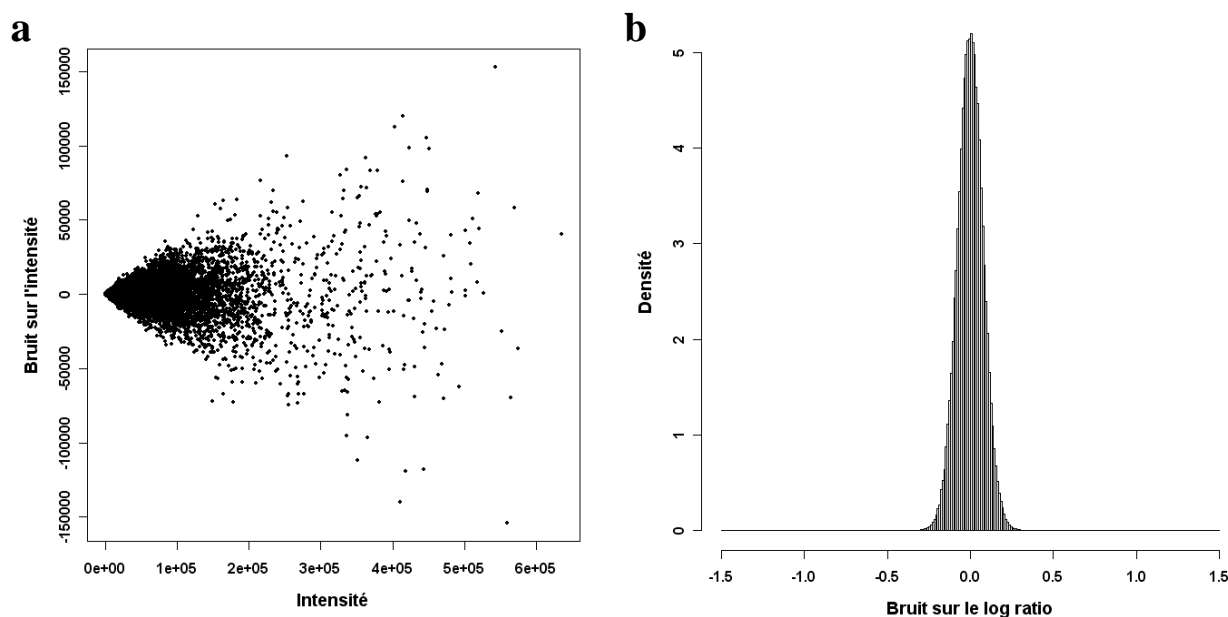 a
150000
100000
50000
0
-50000
-100000
-150000
Bruit sur l'intensité
0e+00 1e+05 2e+05 3e+05 4e+05 5e+05 6e+05
Intensité
b
5
4
3
2
1
0
Densité
-1.5 -1.0 -0.5 0.0 0.5 1.0 1.5
Bruit sur le log ratio